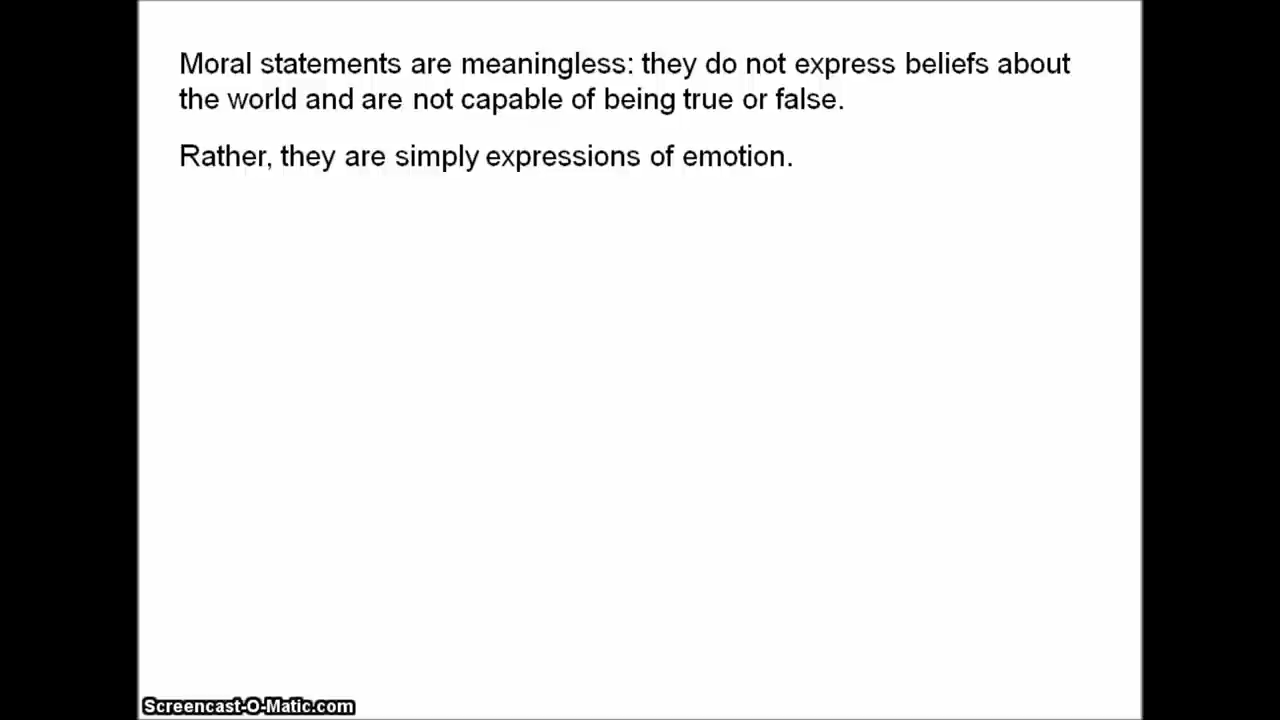 Moral statements are meaningless: they do not express beliefs about
the world and are not capable of being true or false.
Rather, they are simply expressions of emotion.
Screencast-O-Matic.com